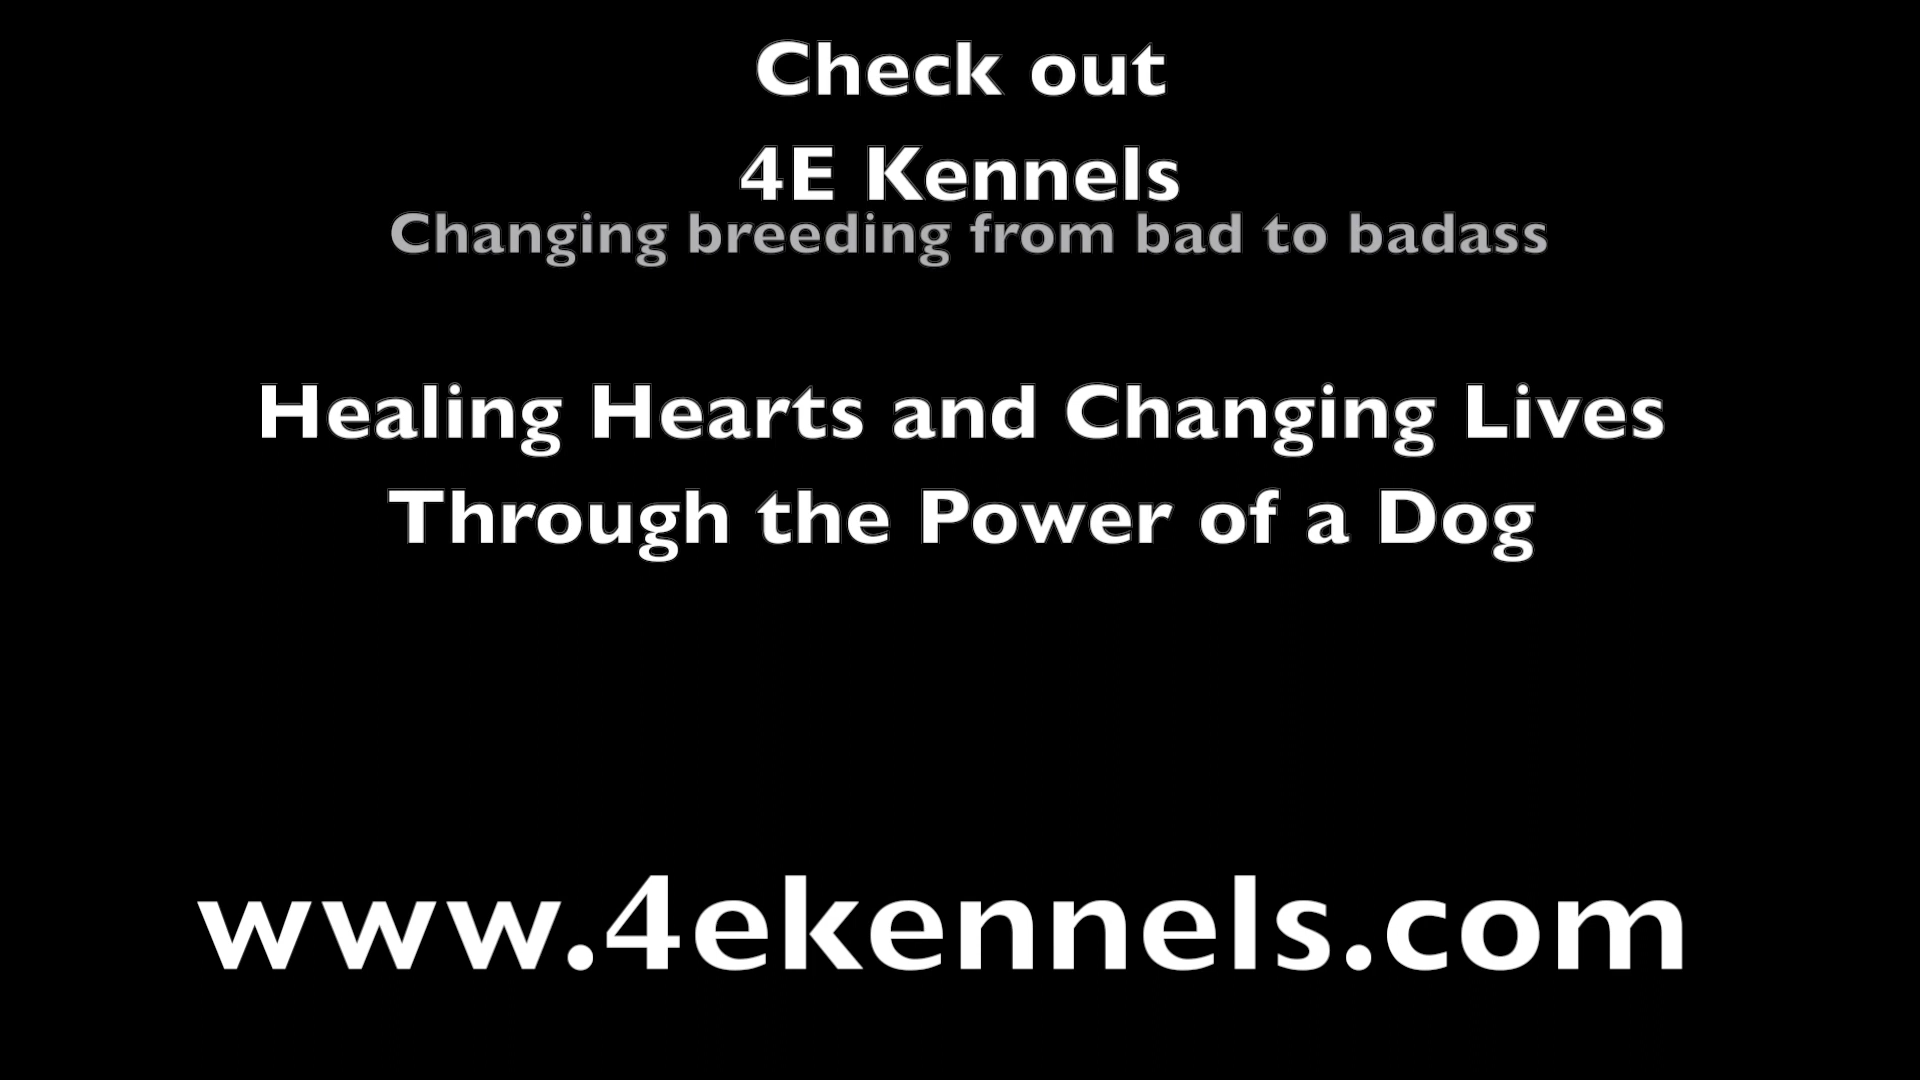 Check out
4E Kennels
Changing breeding from bad to badass
Healing Hearts and Changing Lives
Through the Power of a Dog
www.4ekennels.com